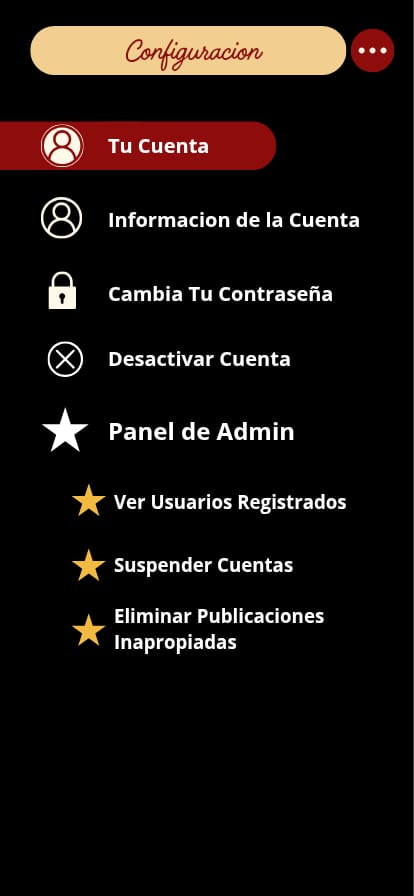 Configuracion
Tu Cuenta
Informacion de la Cuenta
Cambia Tu Contraseña
Desactivar Cuenta
Panel de Admin
Ver Usuarios Registrados
Suspender Cuentas
Eliminar Publicaciones
Inapropiadas